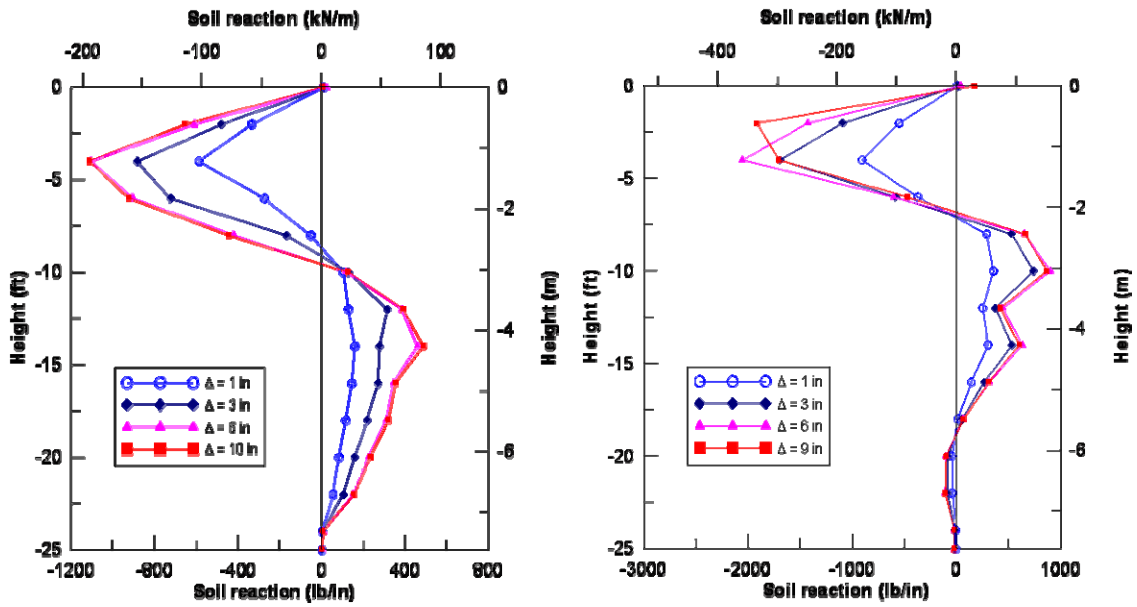 Soil reaction (kN/m)
-200 -100 0 100
0
-5
-10
-15
-20
-25
Height (ft)
0
-2
-4
-6
Height (m)
Δ = 1 in
Δ = 3 in
Δ = 6 in
Δ = 10 in
-1200 -800 -400 0 400 800
Soil reaction (lb/in)
Soil reaction (kN/m)
-400 -200 0
0
-5
-10
-15
-20
-25
Height (ft)
0
-2
-4
-6
Height (m)
Δ = 1 in
Δ = 3 in
Δ = 6 in
Δ = 9 in
-3000 -2000 -1000 0 1000
Soil reaction (lb/in)